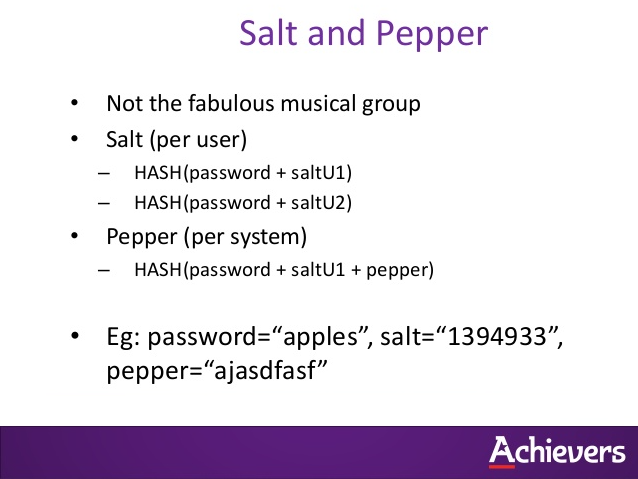 Salt and Pepper
• Not the fabulous musical group
• Salt (per user)
– HASH(password + saltU1)
– HASH(password + saltU2)
• Pepper (per system)
– HASH(password + saltU1 + pepper)
• Eg: password=“apples”, salt=“1394933”,
pepper=“ajasdfasf”
Achievers